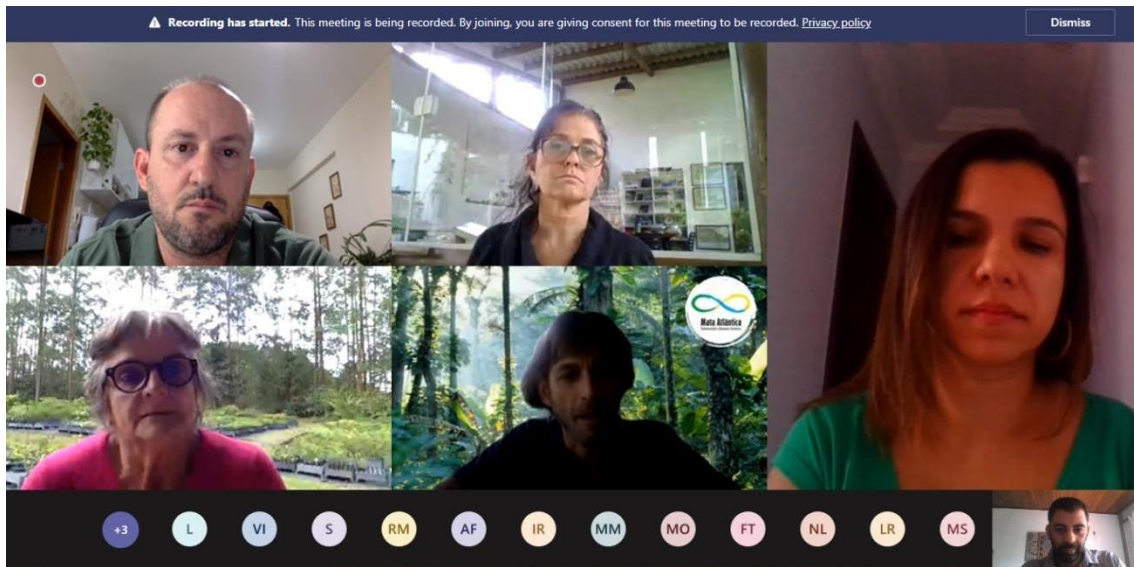 Recording has started. This meeting is being recorded. By joining, you are giving consent for this meeting to be recorded. Privacy policy
Dismiss
Mata Atlântica
+3
L
VI
S
RM
AF
IR
MM
MO
FT
NL
LR
MS